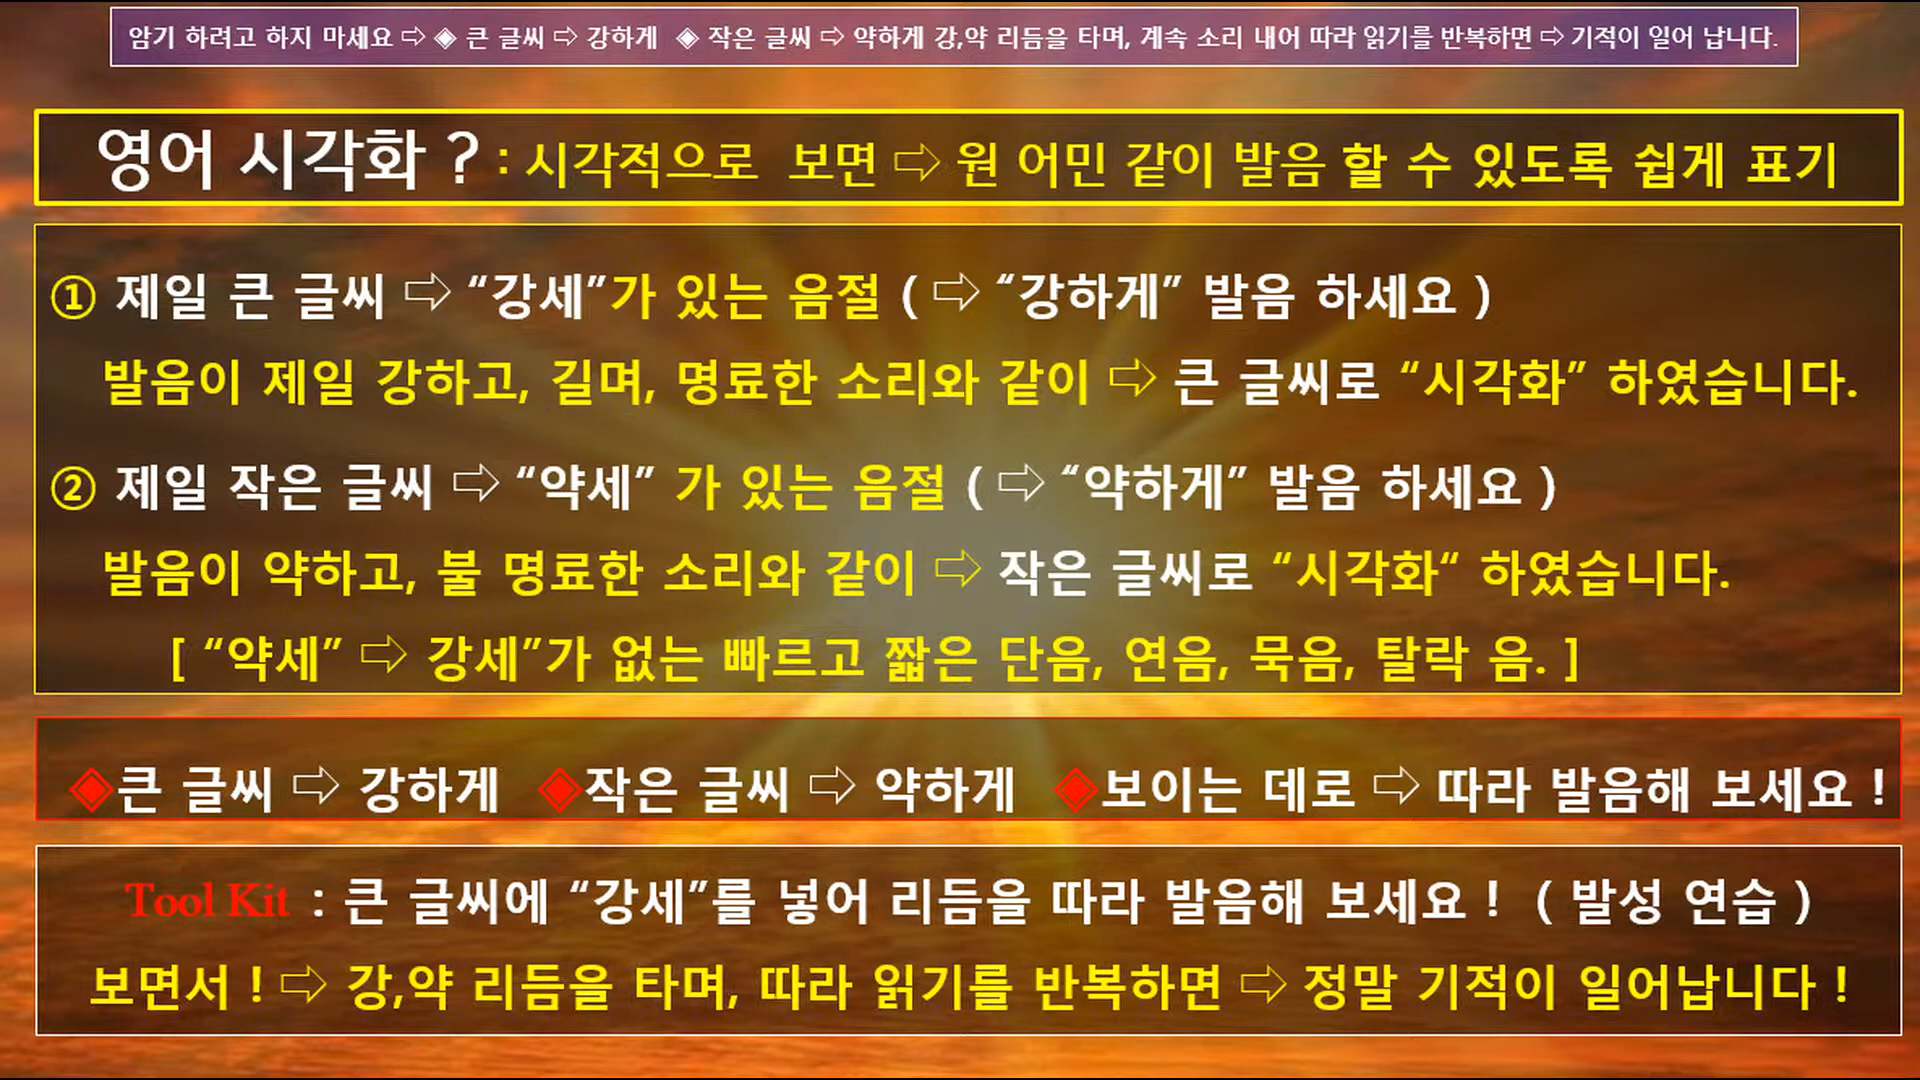 암기 하려고 하지 마세요 ⇨ ◈ 큰 글씨 ⇨ 강하게 ◈ 작은 글씨 ⇨ 약하게 강,약 리듬을 타며, 계속 소리 내어 따라 읽기를 반복하면 ⇨ 기적이 일어 납니다.
영어 시각화 ? : 시각적으로 보면 ⇨ 원 어민 같이 발음 할 수 있도록 쉽게 표기
① 제일 큰 글씨 ⇨ “강세”가 있는 음절 ( ⇨ “강하게” 발음 하세요 )
발음이 제일 강하고, 길며, 명료한 소리와 같이 ⇨ 큰 글씨로 “시각화” 하였습니다.
② 제일 작은 글씨 ⇨ “약세” 가 있는 음절 ( ⇨ “약하게” 발음 하세요 )
발음이 약하고, 불 명료한 소리와 같이 ⇨ 작은 글씨로 “시각화“ 하였습니다.
[ “약세” ⇨ 강세”가 없는 빠르고 짧은 단음, 연음, 묵음, 탈락 음. ]
◈큰 글씨 ⇨ 강하게 ◈작은 글씨 ⇨ 약하게 ◈보이는 데로 ⇨ 따라 발음해 보세요 !
Tool Kit : 큰 글씨에 “강세”를 넣어 리듬을 따라 발음해 보세요 ! ( 발성 연습 )
보면서 ! ⇨ 강,약 리듬을 타며, 따라 읽기를 반복하면 ⇨ 정말 기적이 일어납니다 !